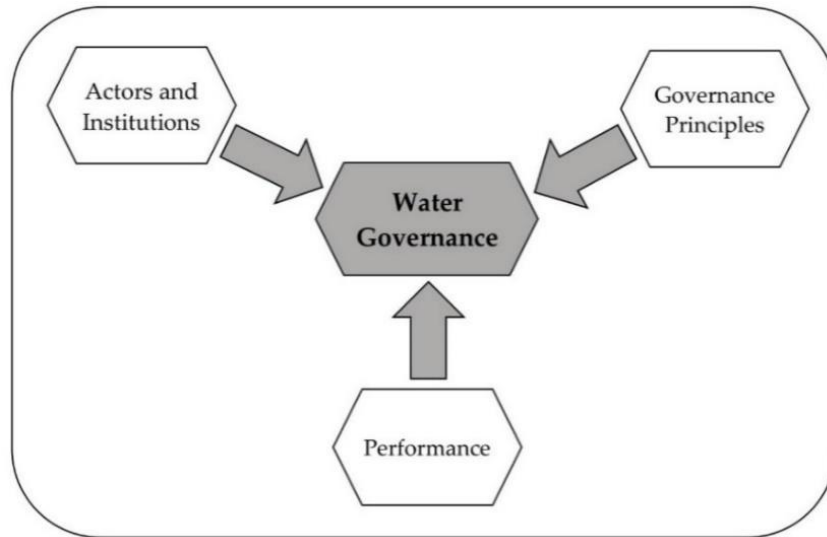 Actors and
Institutions
Governance
Principles
Water
Governance
Performance